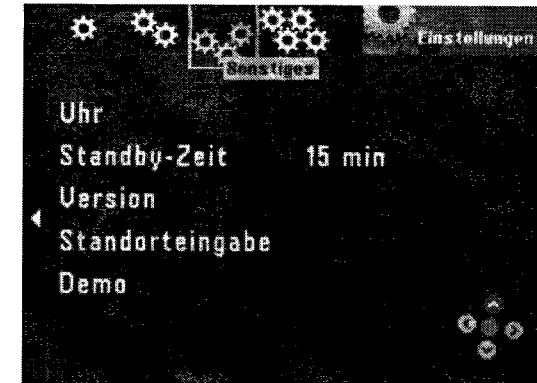 Einstellungen
Sonstiges
Uhr
Standby-Zeit 15 min
Version
Standorteingabe
Demo